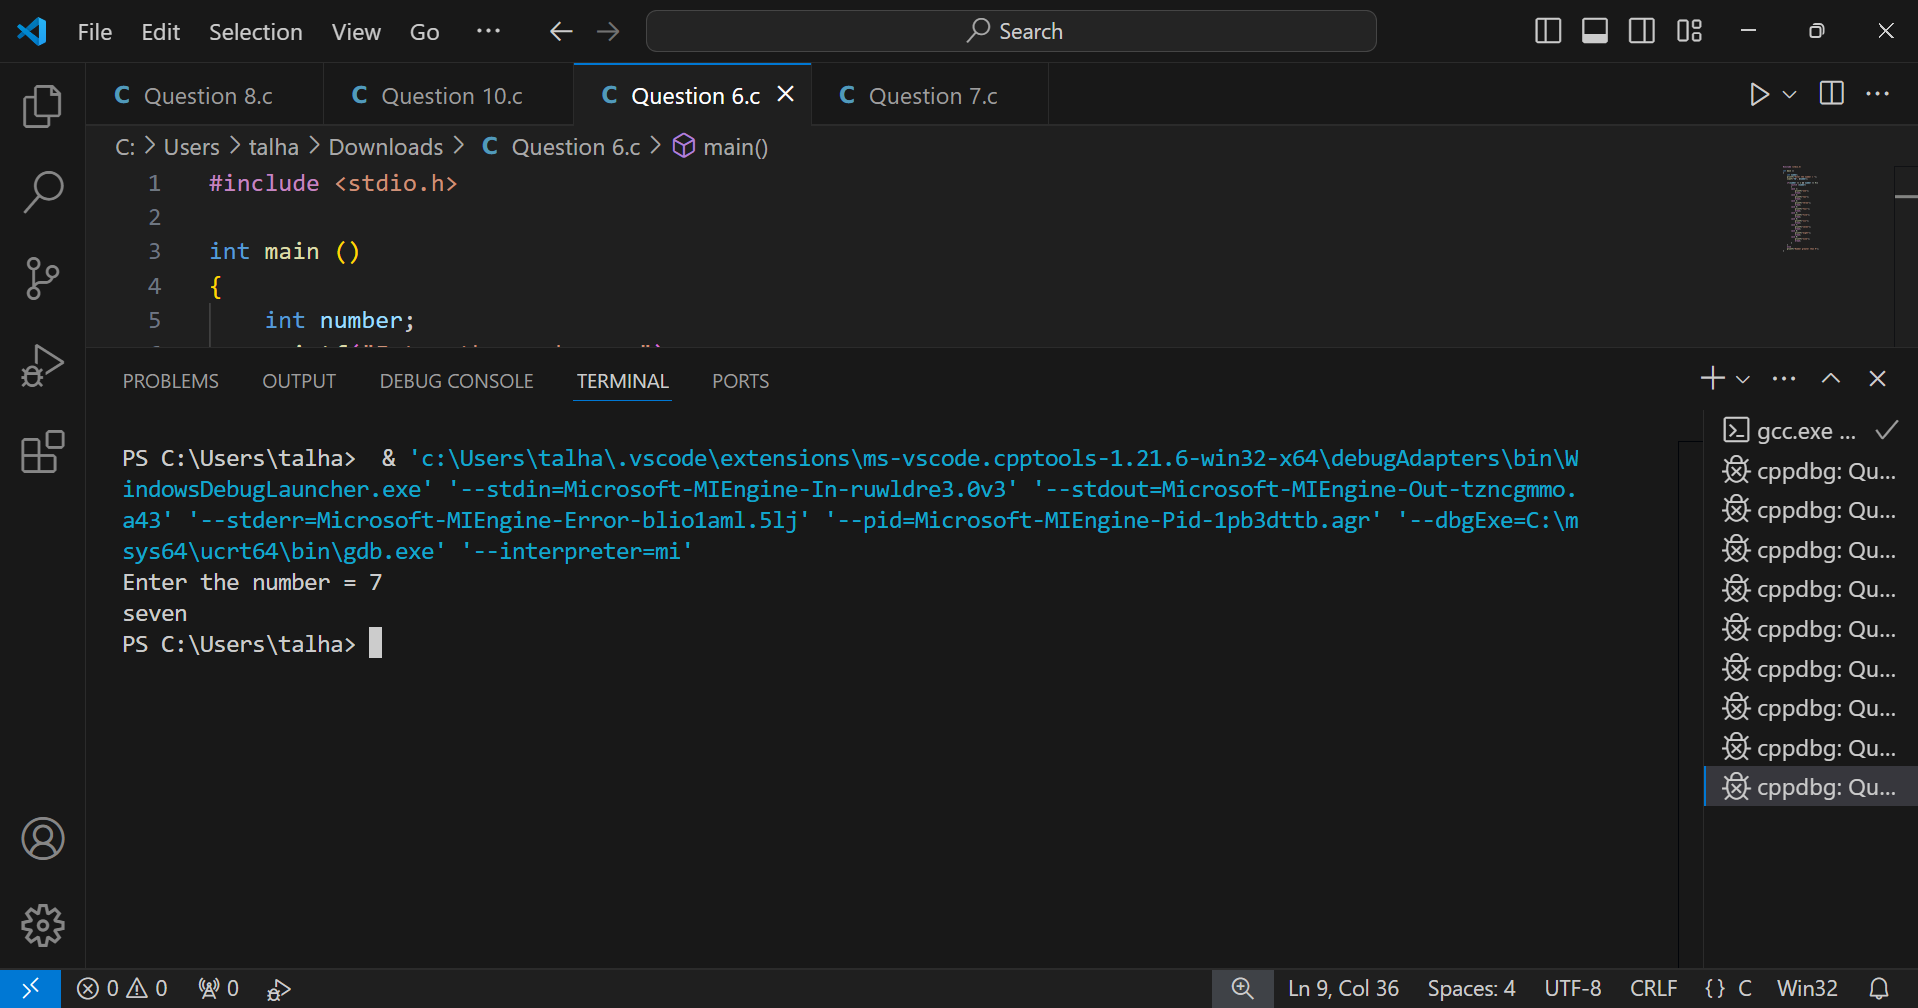 File Edit Selection View Go ... Search
Question 8.c Question 10.c Question 6.c Question 7.c
C: > Users > talha > Downloads > C Question 6.c > main()
1 #include <stdio.h>
2
3 int main ()
4 {
5 int number;
PROBLEMS OUTPUT DEBUG CONSOLE TERMINAL PORTS
PS C:\Users\talha>  & 'c:\Users\talha\.vscode\extensions\ms-vscode.cpptools-1.21.6-win32-x64\debugAdapters\bin\W
indowsDebugLauncher.exe' '--stdin=Microsoft-MIEngine-In-ruwldre3.0v3' '--stdout=Microsoft-MIEngine-Out-tzncgmmo.
a43' '--stderr=Microsoft-MIEngine-Error-blio1aml.5lj' '--pid=Microsoft-MIEngine-Pid-1pb3dttb.agr' '--dbgExe=C:\m
sys64\ucrt64\bin\gdb.exe' '--interpreter=mi'
Enter the number = 7
seven
PS C:\Users\talha>
gcc.exe ...
cppdbg: Qu...
cppdbg: Qu...
cppdbg: Qu...
cppdbg: Qu...
cppdbg: Qu...
cppdbg: Qu...
cppdbg: Qu...
cppdbg: Qu...
cppdbg: Qu...
0 0 0 Ln 9, Col 36 Spaces: 4 UTF-8 CRLF {} C Win32